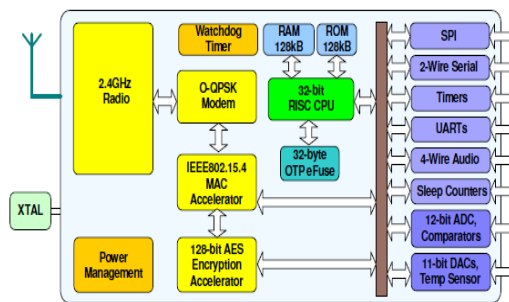 2.4GHz
Radio
Watchdog
Timer
RAM
128kB
ROM
128kB
O-QPSK
Modem
32-bit
RISC CPU
32-byte
OTP eFuse
IEEE802.15.4
MAC
Accelerator
128-bit AES
Encryption
Accelerator
XTAL
Power
Management
SPI
2-Wire Serial
Timers
UARTs
4-Wire Audio
Sleep Counters
12-bit ADC,
Comparators
11-bit DACs,
Temp Sensor